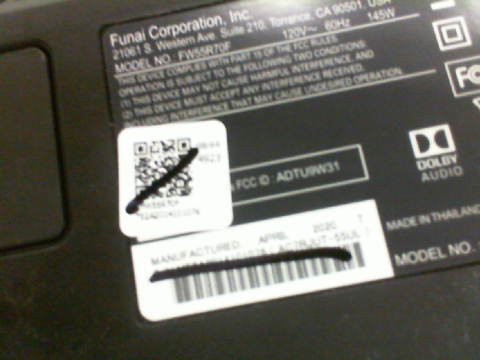 Funai Corporation, Inc.
21061 S. Western Ave. Suite 210, Torrance, CA 90501, USA
MODEL NO. FW55R70F 120V~ 60Hz 145W
THIS DEVICE COMPLIES WITH PART 15 OF THE FCC RULES.
OPERATION IS SUBJECT TO THE FOLLOWING TWO CONDITIONS.
(1) THIS DEVICE MAY NOT CAUSE HARMFUL INTERFERENCE.
(2) THIS DEVICE MUST ACCEPT ANY INTERFERENCE RECEIVED,
INCLUDING INTERFERENCE THAT MAY CAUSE UNDESIRED OPERATION.
FC
DOLBY
AUDIO
FCC ID : ADTU9W31
MANUFACTURED APRIL 2020 T
MADE IN THAILAND
MODEL NO.